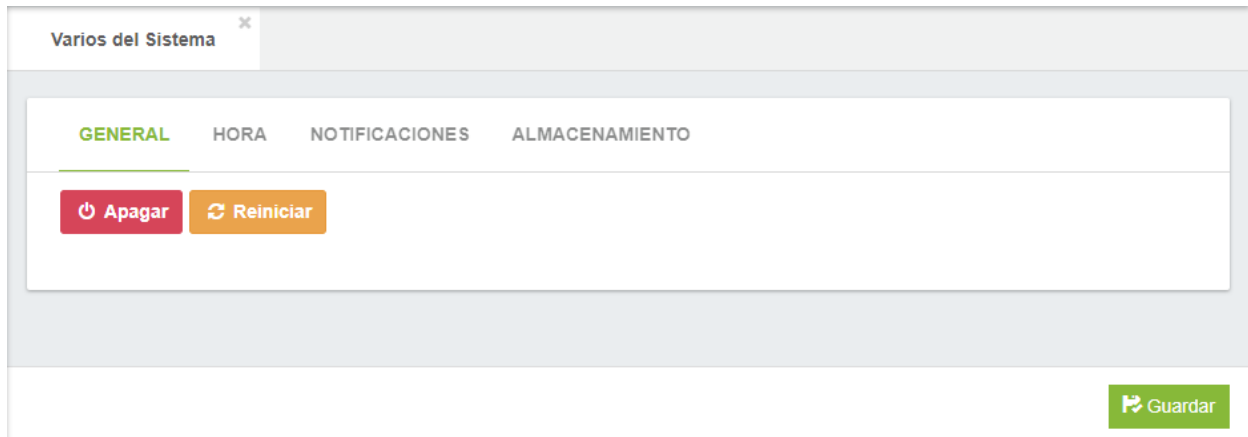 Varios del Sistema
GENERAL HORA NOTIFICACIONES ALMACENAMIENTO
Apagar Reiniciar
Guardar